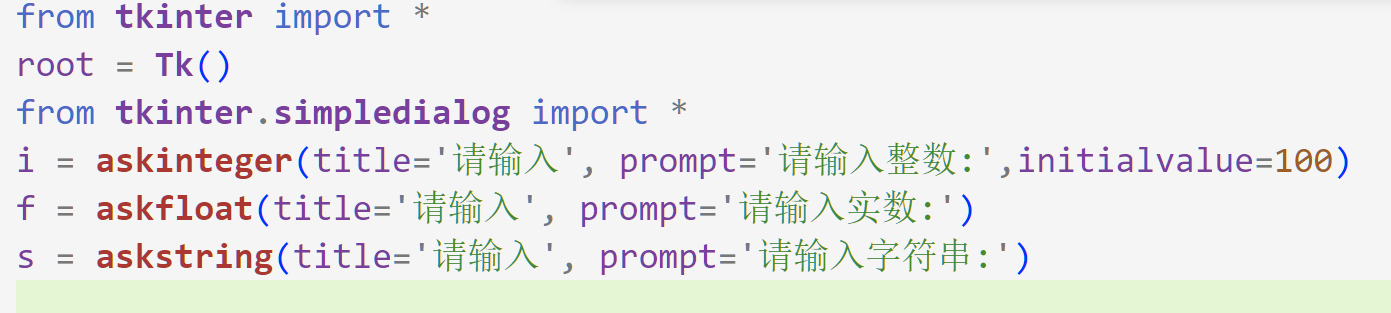 from tkinter import *
root = Tk()
from tkinter.simpledialog import *
i = askinteger(title='请输入', prompt='请输入整数:',initialvalue=100)
f = askfloat(title='请输入', prompt='请输入实数:')
s = askstring(title='请输入', prompt='请输入字符串:')